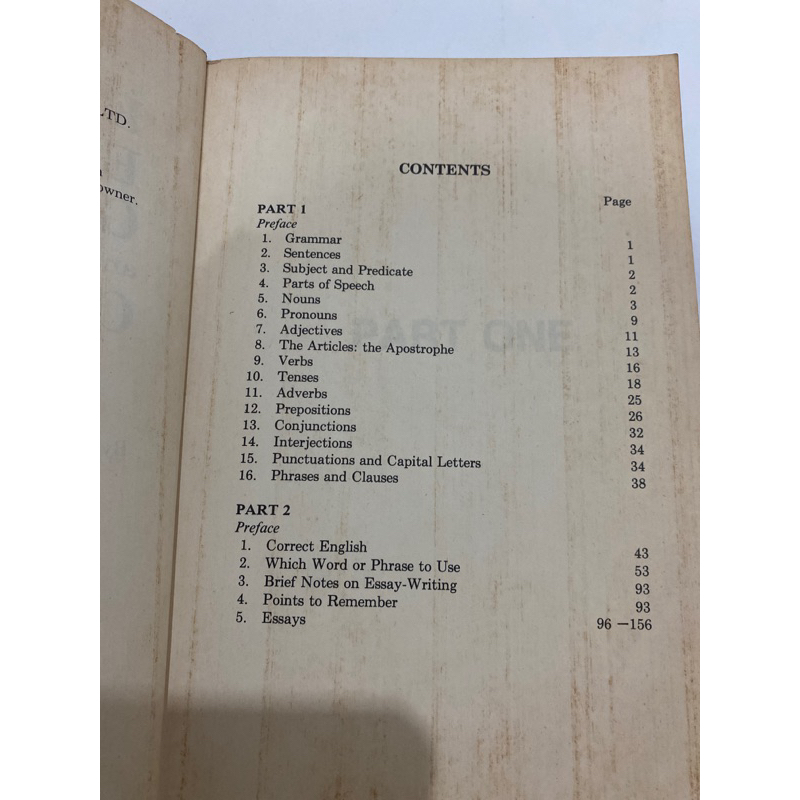 LTD.
owner.
CONTENTS
Page
PART 1
Preface
1. Grammar 1
2. Sentences 1
3. Subject and Predicate 2
4. Parts of Speech 2
5. Nouns 3
6. Pronouns 9
7. Adjectives 11
8. The Articles: the Apostrophe 13
9. Verbs 16
10. Tenses 18
11. Adverbs 25
12. Prepositions 26
13. Conjunctions 32
14. Interjections 34
15. Punctuations and Capital Letters 34
16. Phrases and Clauses 38
PART ONE
PART 2
Preface
1. Correct English 43
2. Which Word or Phrase to Use 53
3. Brief Notes on Essay-Writing 93
4. Points to Remember 93
5. Essays 96 —156